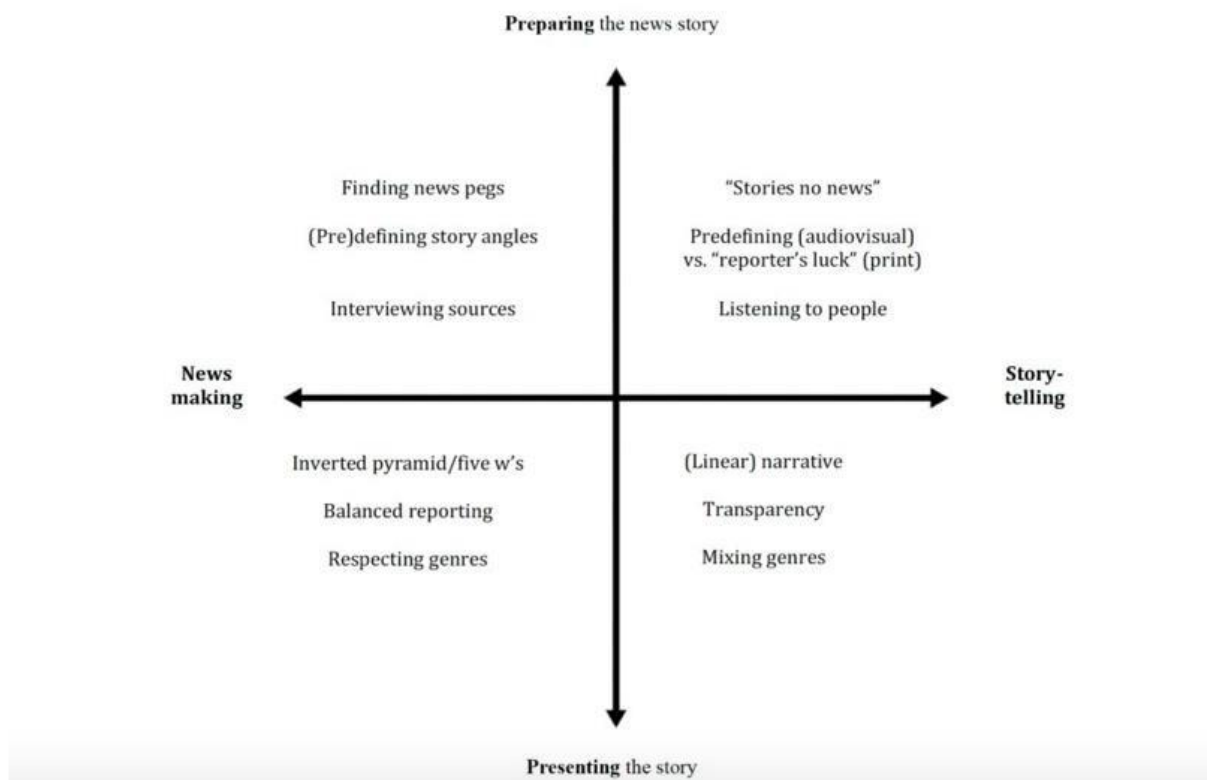 Preparing the news story
Finding news pegs
"Stories no news"
(Pre)defining story angles
Predefining (audiovisual)
vs. "reporter's luck" (print)
Interviewing sources
Listening to people
News
making
Story-
telling
Inverted pyramid/five w's
(Linear) narrative
Balanced reporting
Transparency
Respecting genres
Mixing genres
Presenting the story